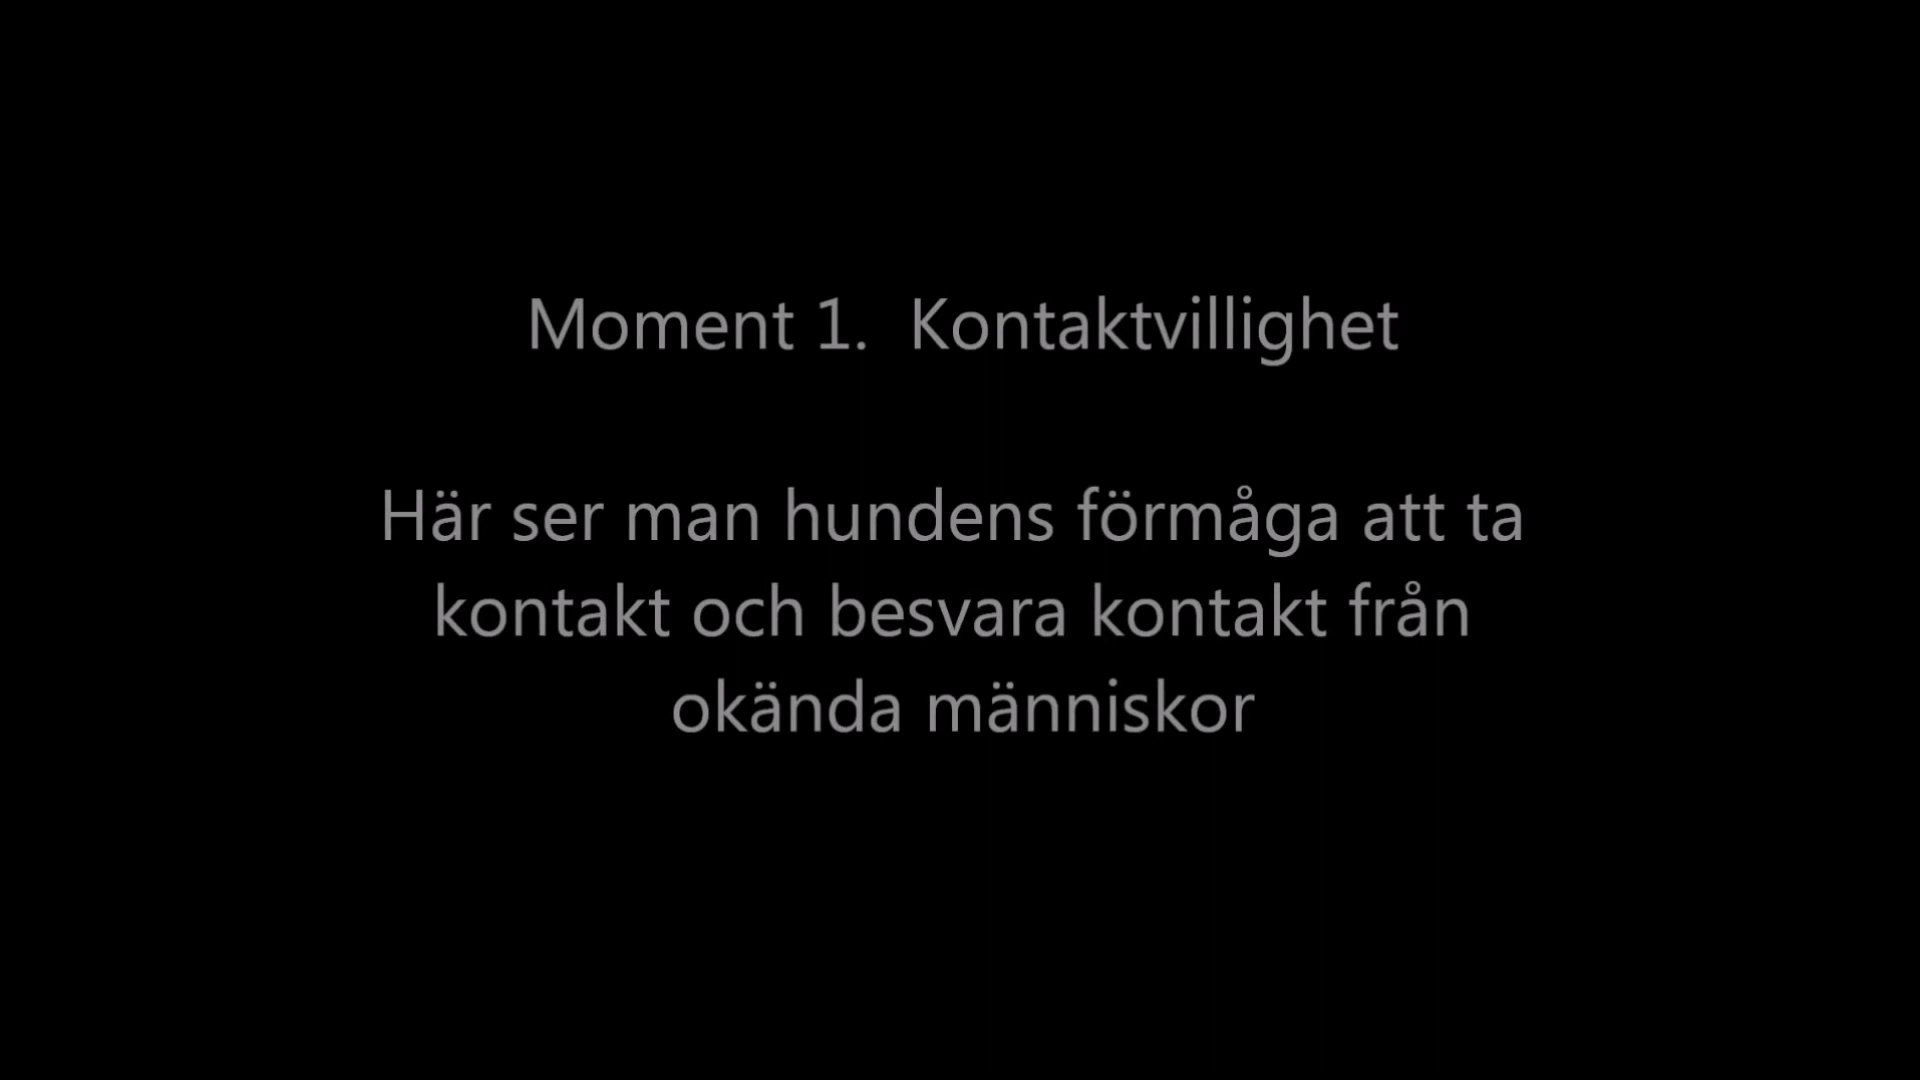 Moment 1.  Kontaktvillighet
Här ser man hundens förmåga att ta
kontakt och besvara kontakt från
okända människor